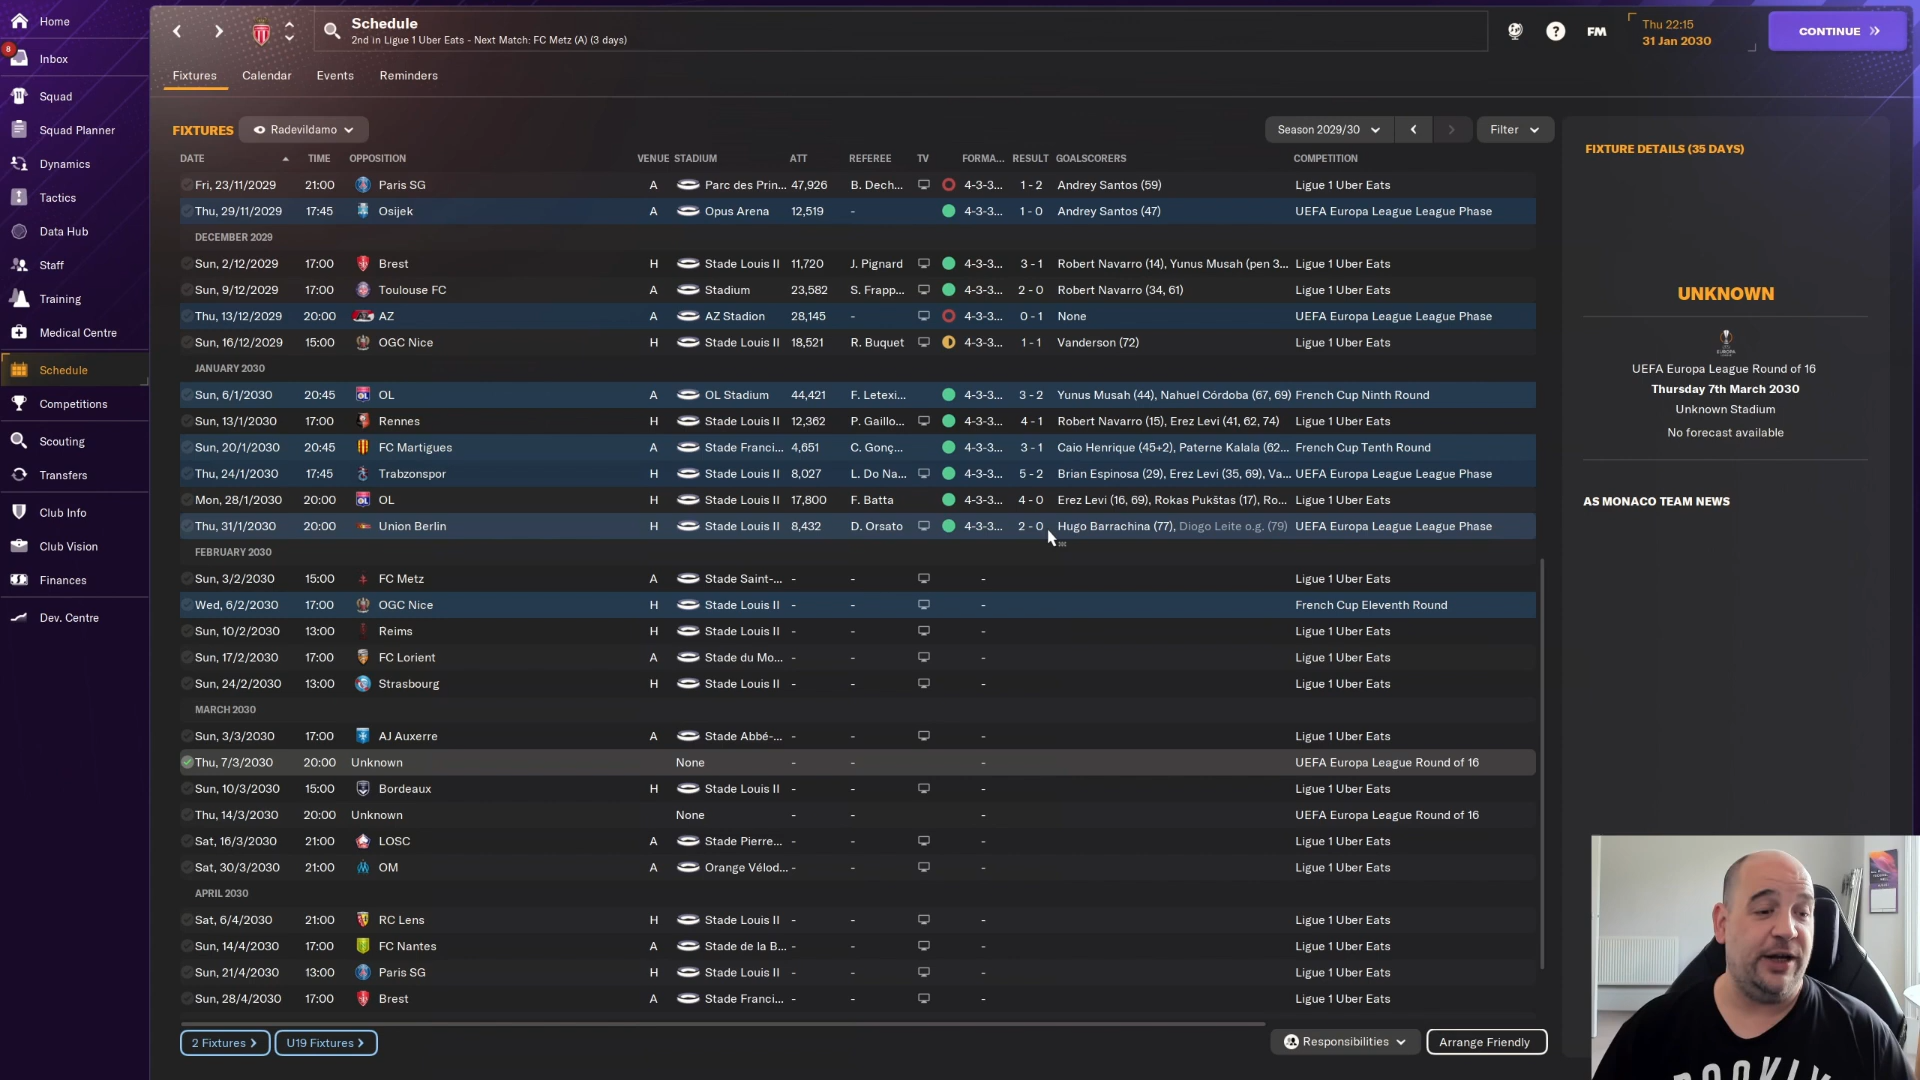 Home
8
Inbox
Squad
Squad Planner
Dynamics
Tactics
Data Hub
Staff
Training
Medical Centre
Schedule
Competitions
Scouting
Transfers
Club Info
Club Vision
Finances
Dev. Centre
Schedule
2nd in Ligue 1 Uber Eats - Next Match: FC Metz (A) (3 days)
? FM
Thu 22:15
31 Jan 2030
CONTINUE
Fixtures Calendar Events Reminders
FIXTURES Radevildamo Season 2029/30 Filter
DATE TIME OPPOSITION VENUE STADIUM ATT REFEREE TV FORMA... RESULT GOALSCORERS COMPETITION
Fri, 23/11/2029 21:00 Paris SG A Parc des Prin... 47,926 B. Dech... 4-3-3... 1 - 2 Andrey Santos (59) Ligue 1 Uber Eats
Thu, 29/11/2029 17:45 Osijek A Opus Arena 12,519 - 4-3-3... 1 - 0 Andrey Santos (47) UEFA Europa League League Phase
DECEMBER 2029
Sun, 2/12/2029 17:00 Brest H Stade Louis II 11,720 J. Pignard 4-3-3... 3 - 1 Robert Navarro (14), Yunus Musah (pen 3... Ligue 1 Uber Eats
Sun, 9/12/2029 17:00 Toulouse FC A Stadium 23,582 S. Frapp... 4-3-3... 2 - 0 Robert Navarro (34, 61) Ligue 1 Uber Eats
Thu, 13/12/2029 20:00 AZ A AZ Stadion 28,145 - 4-3-3... 0 - 1 None UEFA Europa League League Phase
Sun, 16/12/2029 15:00 OGC Nice H Stade Louis II 18,521 R. Buquet 4-3-3... 1 - 1 Vanderson (72) Ligue 1 Uber Eats
JANUARY 2030
Sun, 6/1/2030 20:45 OL A OL Stadium 44,421 F. Letexi... 4-3-3... 3 - 2 Yunus Musah (44), Nahuel Córdoba (67, 69) French Cup Ninth Round
Sun, 13/1/2030 17:00 Rennes H Stade Louis II 12,362 P. Gaillo... 4-3-3... 4 - 1 Robert Navarro (15), Erez Levi (41, 62, 74) Ligue 1 Uber Eats
Sun, 20/1/2030 20:45 FC Martigues A Stade Franci... 4,651 C. Gonç... 4-3-3... 3 - 1 Caio Henrique (45+2), Paterne Kalala (62... French Cup Tenth Round
Thu, 24/1/2030 17:45 Trabzonspor H Stade Louis II 8,027 L. Do Na... 4-3-3... 5 - 2 Brian Espinosa (29), Erez Levi (35, 69), Va... UEFA Europa League League Phase
Mon, 28/1/2030 20:00 OL H Stade Louis II 17,800 F. Batta 4-3-3... 4 - 0 Erez Levi (16, 69), Rokas Pukštas (17), Ro... Ligue 1 Uber Eats
Thu, 31/1/2030 20:00 Union Berlin H Stade Louis II 8,432 D. Orsato 4-3-3... 2 - 0 Hugo Barrachina (77), Diogo Leite o.g. (79) UEFA Europa League League Phase
FEBRUARY 2030
Sun, 3/2/2030 15:00 FC Metz A Stade Saint-... - - - Ligue 1 Uber Eats
Wed, 6/2/2030 17:00 OGC Nice H Stade Louis II - - - French Cup Eleventh Round
Sun, 10/2/2030 13:00 Reims H Stade Louis II - - - Ligue 1 Uber Eats
Sun, 17/2/2030 17:00 FC Lorient A Stade du Mo... - - - Ligue 1 Uber Eats
Sun, 24/2/2030 13:00 Strasbourg H Stade Louis II - - - Ligue 1 Uber Eats
MARCH 2030
Sun, 3/3/2030 17:00 AJ Auxerre A Stade Abbé-... - - - Ligue 1 Uber Eats
Thu, 7/3/2030 20:00 Unknown None - - - UEFA Europa League Round of 16
Sun, 10/3/2030 15:00 Bordeaux H Stade Louis II - - - Ligue 1 Uber Eats
Thu, 14/3/2030 20:00 Unknown None - - - UEFA Europa League Round of 16
Sat, 16/3/2030 21:00 LOSC A Stade Pierre... - - - Ligue 1 Uber Eats
Sat, 30/3/2030 21:00 OM A Orange Vélod... - - - Ligue 1 Uber Eats
APRIL 2030
Sat, 6/4/2030 21:00 RC Lens H Stade Louis II - - - Ligue 1 Uber Eats
Sun, 14/4/2030 17:00 FC Nantes A Stade de la B... - - - Ligue 1 Uber Eats
Sun, 21/4/2030 13:00 Paris SG H Stade Louis II - - - Ligue 1 Uber Eats
Sun, 28/4/2030 17:00 Brest A Stade Franci... - - - Ligue 1 Uber Eats
2 Fixtures U19 Fixtures Responsibilities Arrange Friendly
FIXTURE DETAILS (35 DAYS)
UNKNOWN
UEFA Europa League Round of 16
Thursday 7th March 2030
Unknown Stadium
No forecast available
AS MONACO TEAM NEWS